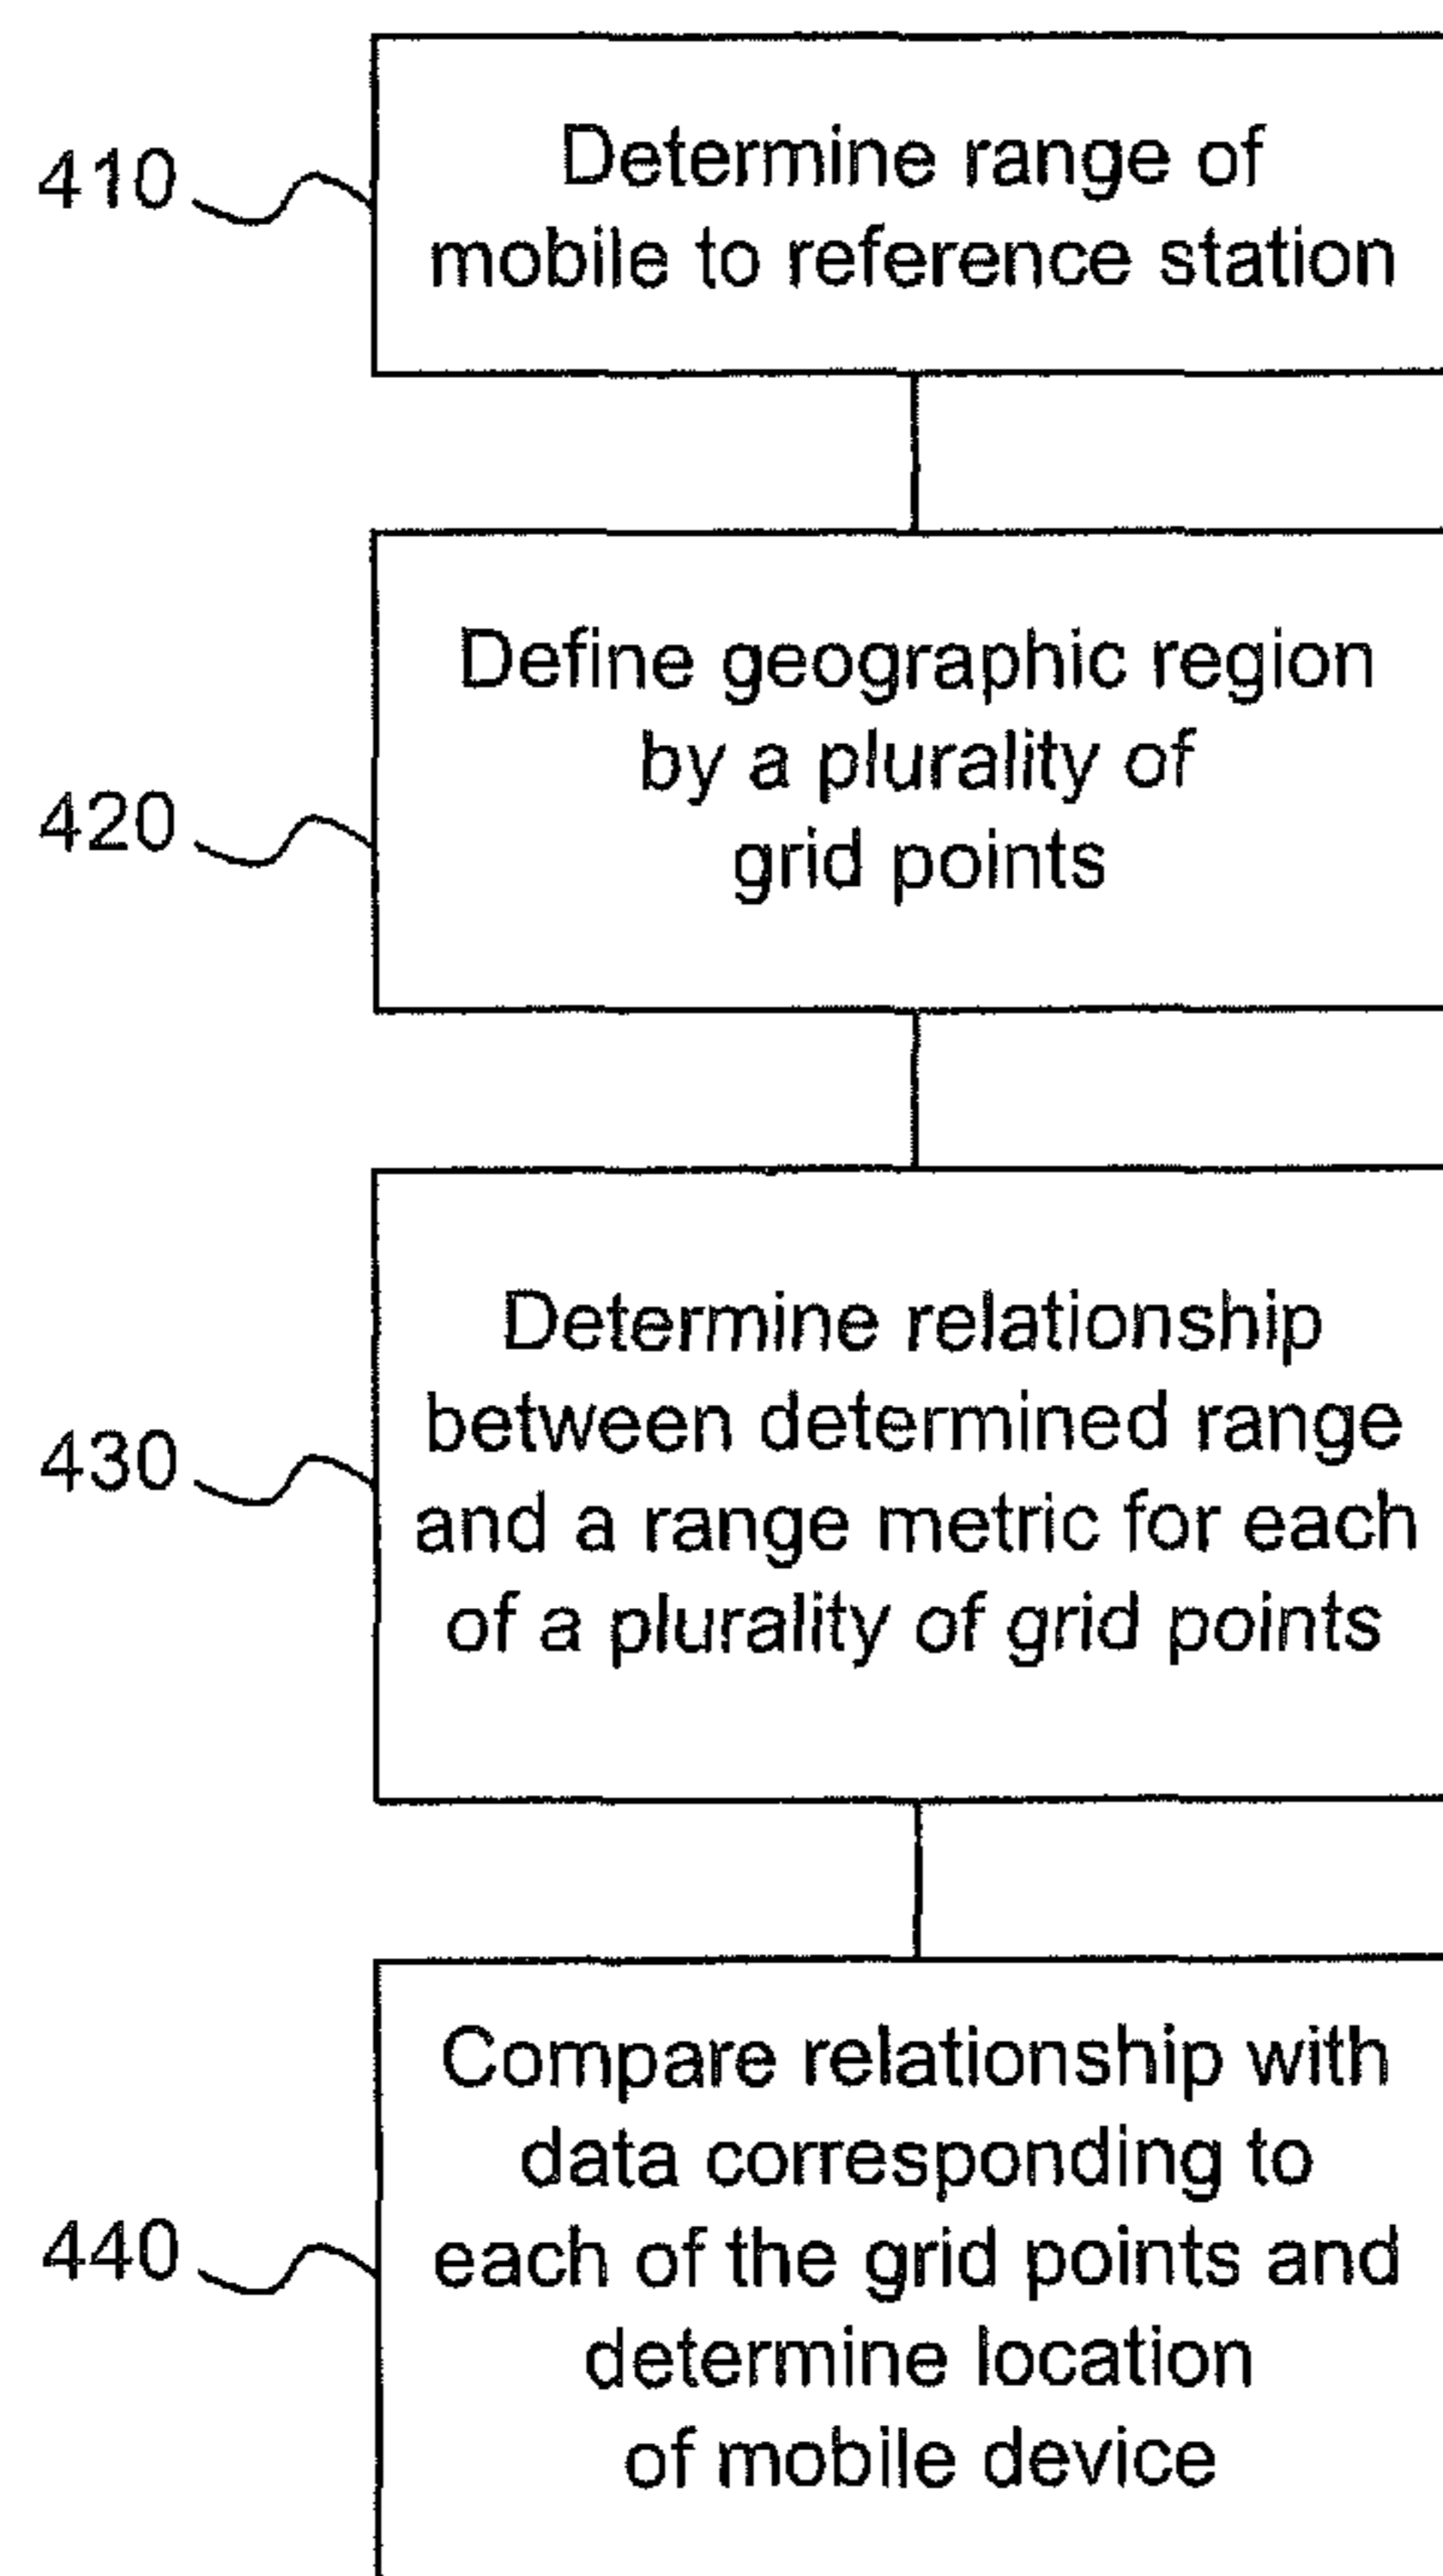 410
Determine range of
mobile to reference station
420
Define geographic region
by a plurality of
grid points
430
Determine relationship
between determined range
and a range metric for each
of a plurality of grid points
440
Compare relationship with
data corresponding to
each of the grid points and
determine location
of mobile device